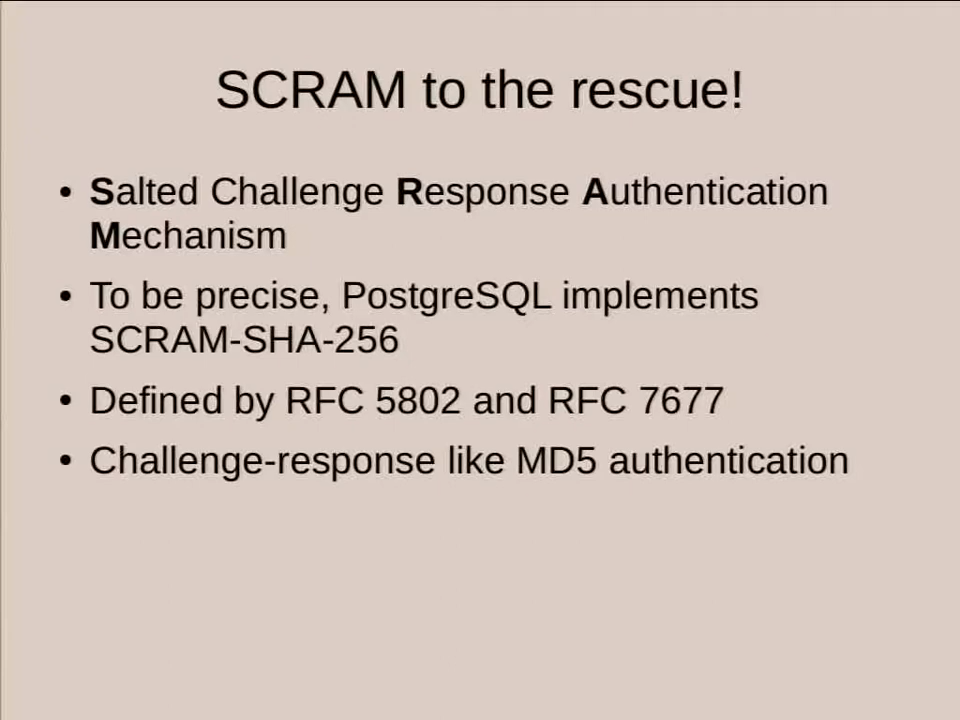 SCRAM to the rescue!
• Salted Challenge Response Authentication
Mechanism
• To be precise, PostgreSQL implements
SCRAM-SHA-256
• Defined by RFC 5802 and RFC 7677
• Challenge-response like MD5 authentication